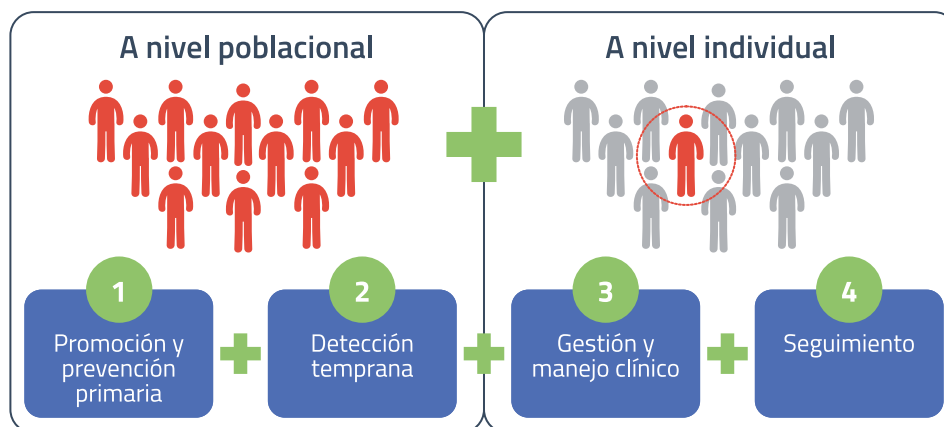 A nivel poblacional
A nivel individual
1
Promoción y
prevención
primaria
2
Detección
temprana
3
Gestión y
manejo clínico
4
Seguimiento